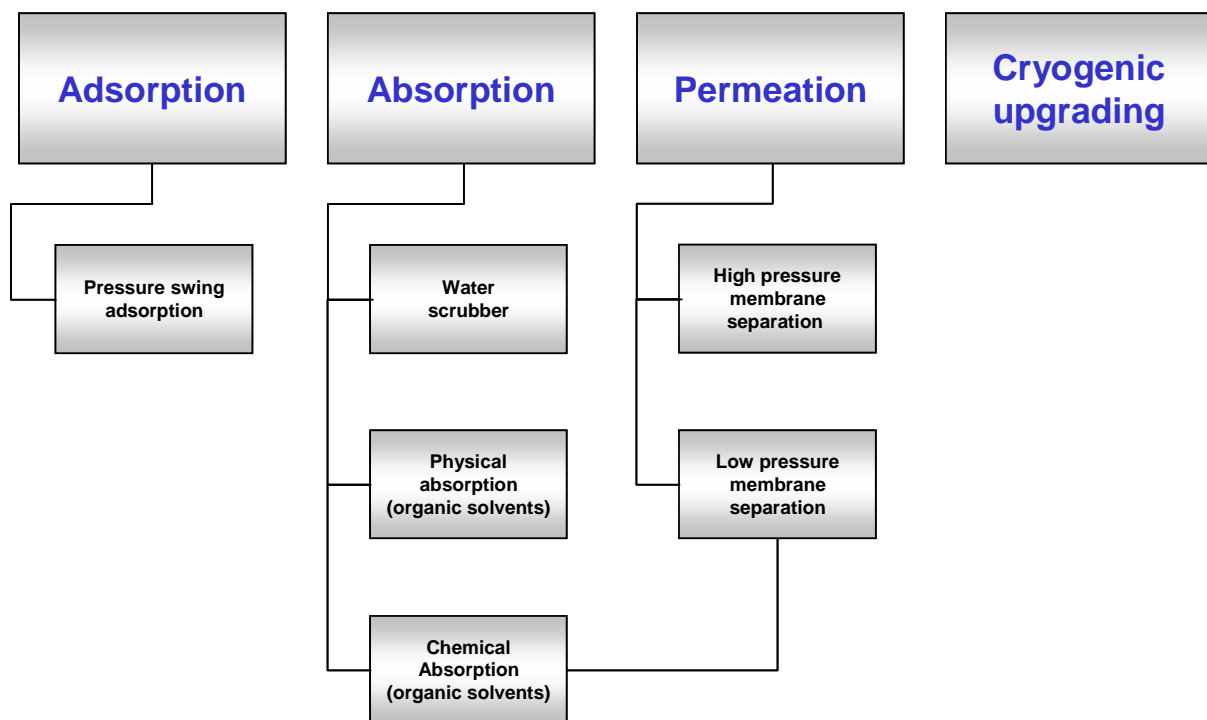 Adsorption
Absorption
Permeation
Cryogenic
upgrading
Pressure swing
adsorption
Water
scrubber
High pressure
membrane
separation
Physical
absorption
(organic solvents)
Low pressure
membrane
separation
Chemical
Absorption
(organic solvents)